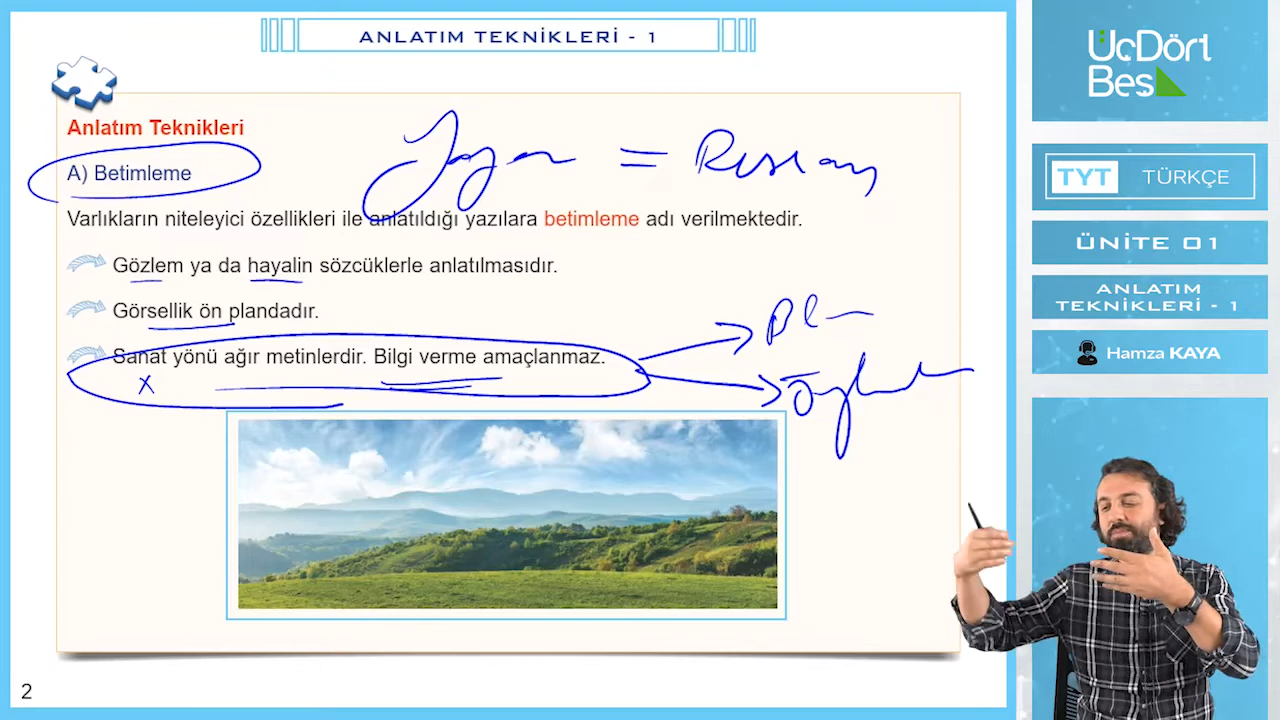 ANLATIM TEKNİKLERİ - 1
Anlatım Teknikleri
A) Betimleme
Yazar = Ressam
Varlıkların niteleyici özellikleri ile anlatıldığı yazılara betimleme adı verilmektedir.
Gözlem ya da hayalin sözcüklerle anlatılmasıdır.
Görsellik ön plandadır.
Sanat yönü ağır metinlerdir. Bilgi verme amaçlanmaz.
x
2
ÜçDört
Beş
TYT TÜRKÇE
ÜNİTE 01
ANLATIM
TEKNİKLERİ - 1
Hamza KAYA